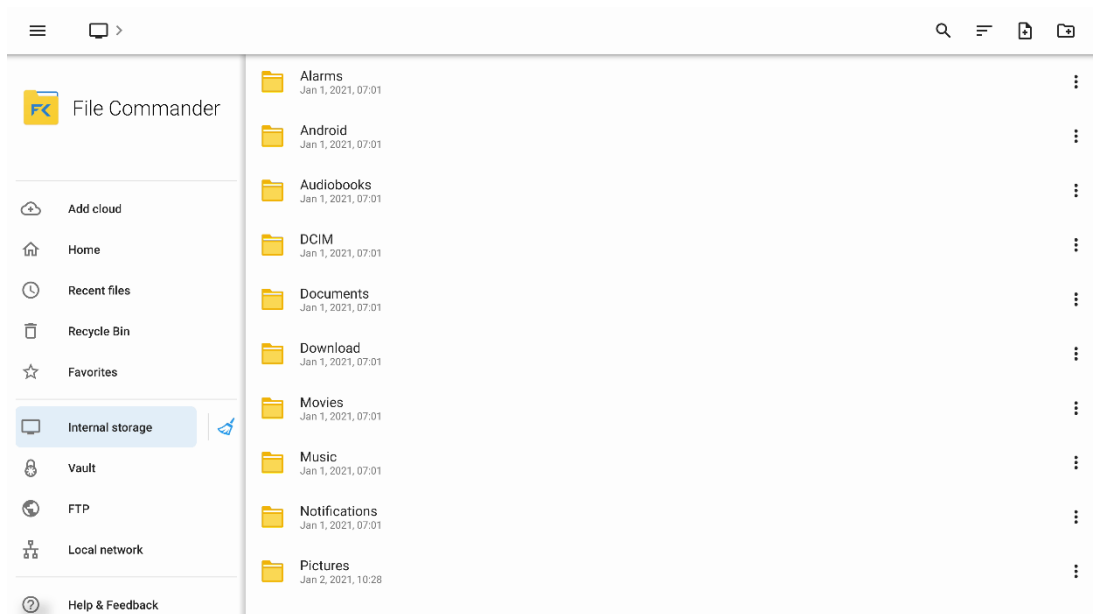 File Commander
Add cloud
Home
Recent files
Recycle Bin
Favorites
Internal storage
Vault
FTP
Local network
Help & Feedback
Alarms
Jan 1, 2021, 07:01
Android
Jan 1, 2021, 07:01
Audiobooks
Jan 1, 2021, 07:01
DCIM
Jan 1, 2021, 07:01
Documents
Jan 1, 2021, 07:01
Download
Jan 1, 2021, 07:01
Movies
Jan 1, 2021, 07:01
Music
Jan 1, 2021, 07:01
Notifications
Jan 1, 2021, 07:01
Pictures
Jan 2, 2021, 10:28